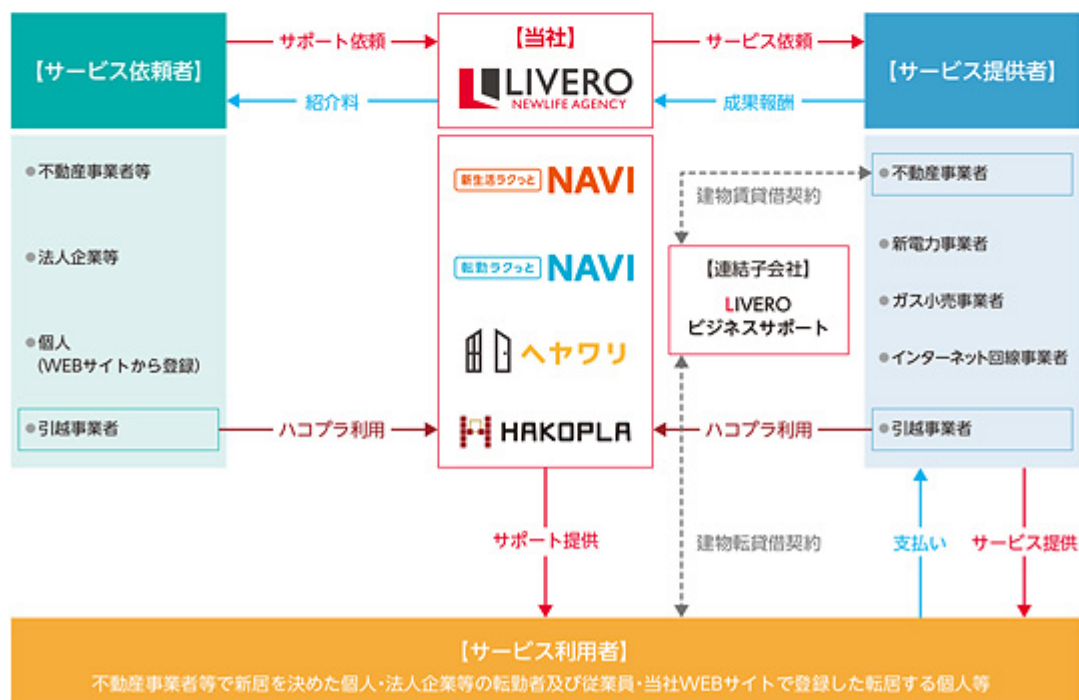 【サービス依頼者】
サポート依頼
紹介料
【当社】
LIVERO
NEWLIFE AGENCY
サービス依頼
成果報酬
【サービス提供者】
●不動産事業者等
●法人企業等
●個人
(WEBサイトから登録)
●引越事業者
ハコプラ利用
新生活ラクっと NAVI
転勤ラクっと NAVI
ヘヤワリ
HAKOPLA
建物賃貸借契約
【連結子会社】
LIVERO
ビジネスサポート
ハコプラ利用
●不動産事業者
●新電力事業者
●ガス小売事業者
●インターネット回線事業者
●引越事業者
サポート提供
建物転貸借契約
支払い
サービス提供
【サービス利用者】
不動産事業者等で新居を決めた個人・法人企業等の転勤者及び従業員・当社WEBサイトで登録した転居する個人等